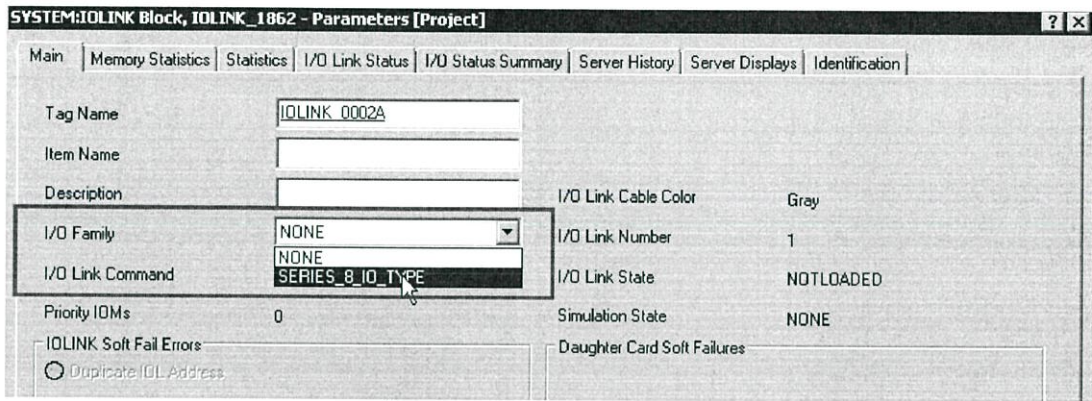 SYSTEM:IOLINK Block, IOLINK_1862 - Parameters [Project]
Main Memory Statistics Statistics I/O Link Status I/O Status Summary Server History Server Displays Identification
Tag Name IOLINK_0002A
Item Name
Description
I/O Link Cable Color Gray
I/O Family NONE
I/O Link Number 1
NONE
I/O Link Command SERIES_8_IO_TYPE
I/O Link State NOTLOADED
Priority IOMs 0
Simulation State NONE
IOLINK Soft Fail Errors
Daughter Card Soft Failures
Duplicate IOL Address